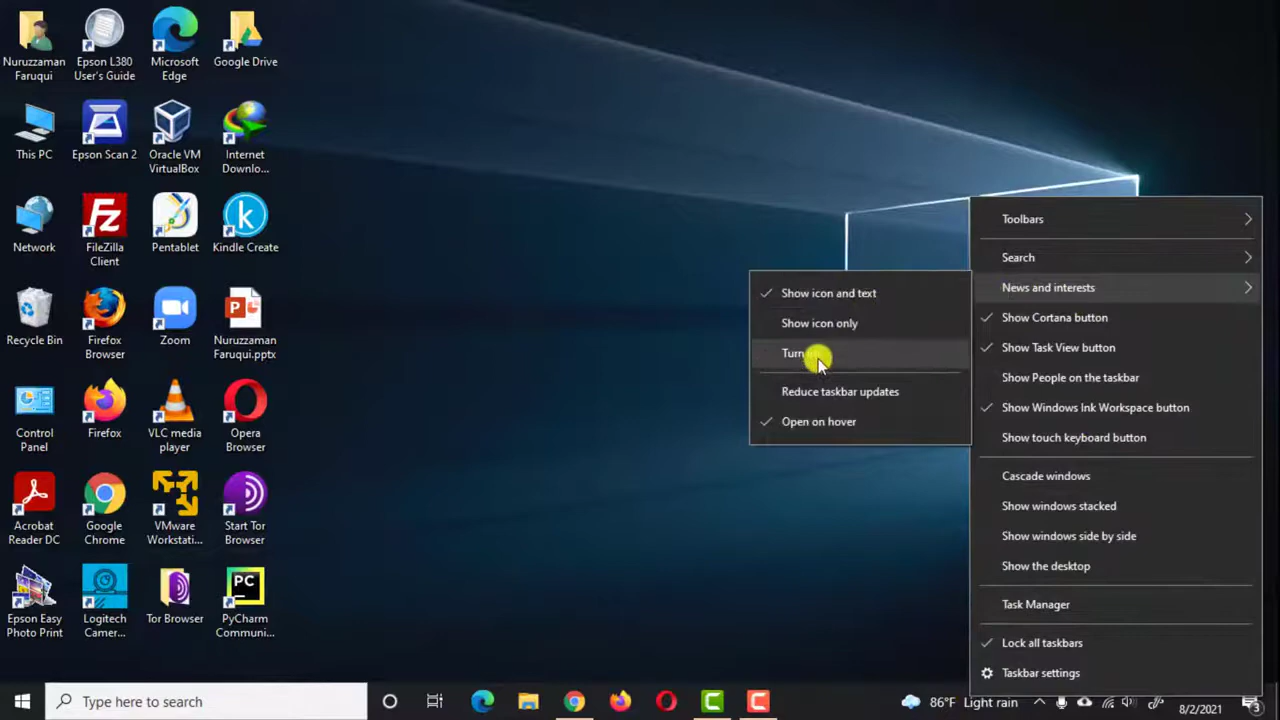 Nuruzzaman
Faruqui
Epson L380
User's Guide
Microsoft
Edge
Google Drive
This PC
Epson Scan 2
Oracle VM
VirtualBox
Internet
Downlo...
Network
FileZilla
Client
Pentablet
Kindle Create
Recycle Bin
Firefox
Browser
Zoom
Nuruzzaman
Faruqui.pptx
Control
Panel
Firefox
VLC media
player
Opera
Browser
Acrobat
Reader DC
Google
Chrome
VMware
Workstati...
Start Tor
Browser
Epson Easy
Photo Print
Logitech
Camer...
Tor Browser
PyCharm
Communi...
PC
Show icon and text
Show icon only
Turn
Reduce taskbar updates
Open on hover
Toolbars
Search
News and interests
Show Cortana button
Show Task View button
Show People on the taskbar
Show Windows Ink Workspace button
Show touch keyboard button
Cascade windows
Show windows stacked
Show windows side by side
Show the desktop
Task Manager
Lock all taskbars
Taskbar settings
Type here to search
86°F Light rain
8/2/2021
3